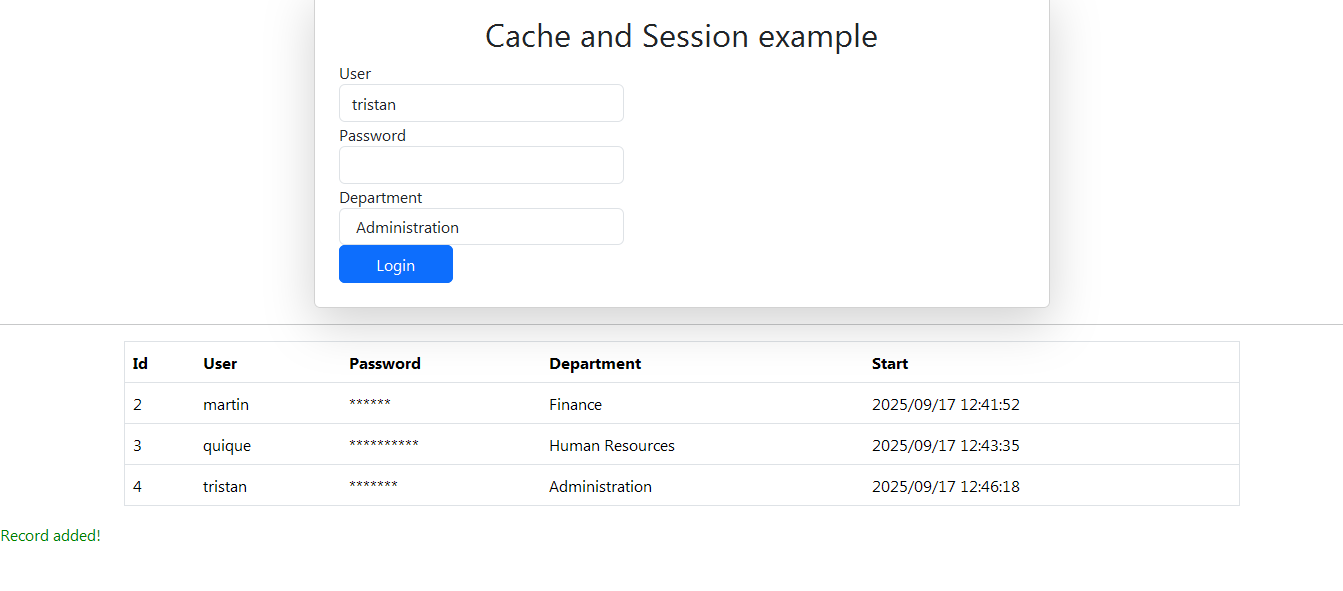 Cache and Session example
User
tristan
Password
Department
Administration
Login
Id User Password Department Start
2 martin ****** Finance 2025/09/17 12:41:52
3 quique ********** Human Resources 2025/09/17 12:43:35
4 tristan ******* Administration 2025/09/17 12:46:18
Record added!